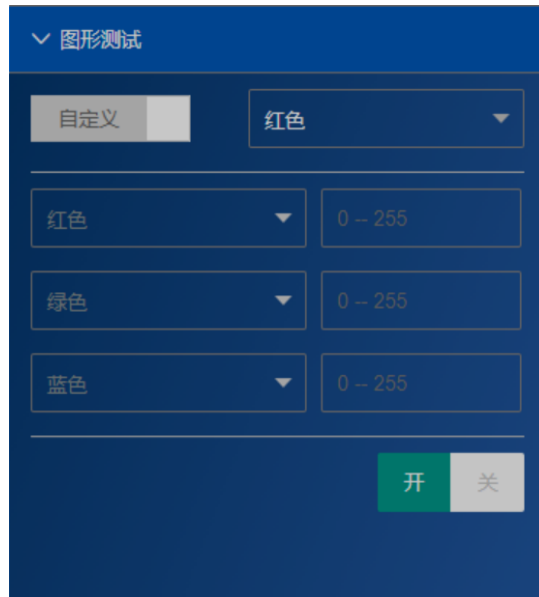 图形测试
自定义 红色
红色 0 -- 255
绿色 0 -- 255
蓝色 0 -- 255
开 关